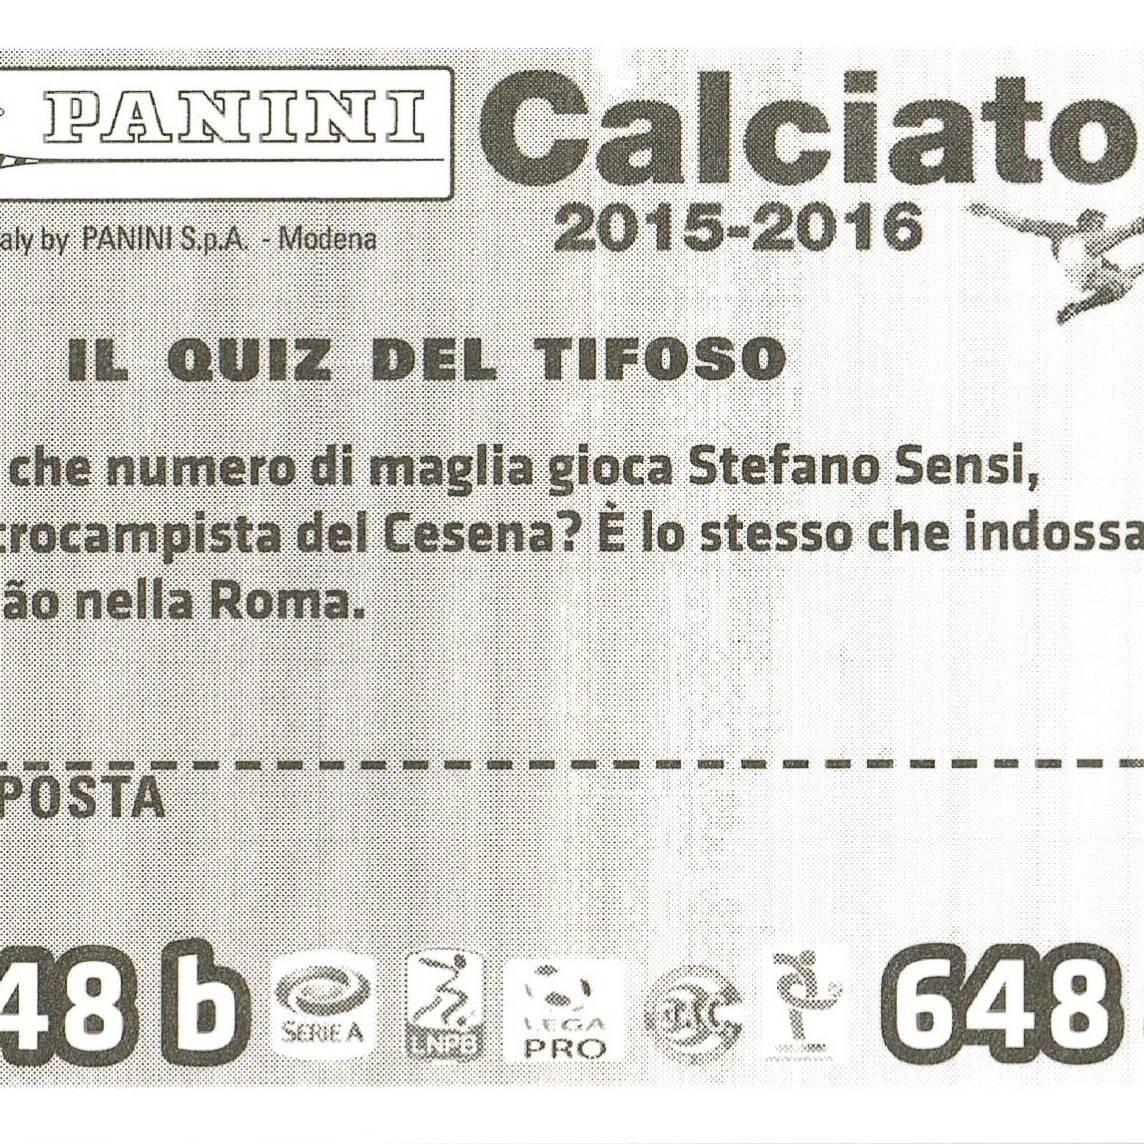 PANINI
Calciato
2015-2016
aly by PANINI S.p.A. - Modena
IL QUIZ DEL TIFOSO
che numero di maglia gioca Stefano Sensi,
trocampista del Cesena? È lo stesso che indossa
ão nella Roma.
POSTA
48 b
SERIE A
LNPB
LEGA
PRO
648